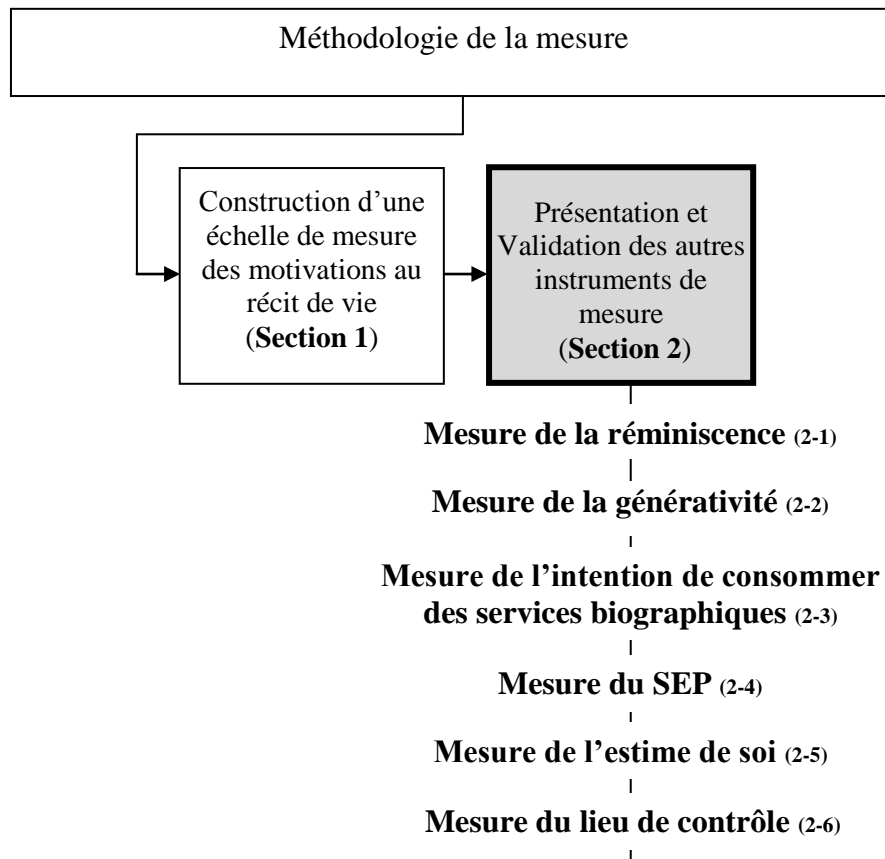 Méthodologie de la mesure
Construction d’une
échelle de mesure
des motivations au
récit de vie
(Section 1)
Présentation et
Validation des autres
instruments de
mesure
(Section 2)
Mesure de la réminiscence (2-1)
Mesure de la générativité (2-2)
Mesure de l’intention de consommer
des services biographiques (2-3)
Mesure du SEP (2-4)
Mesure de l’estime de soi (2-5)
Mesure du lieu de contrôle (2-6)